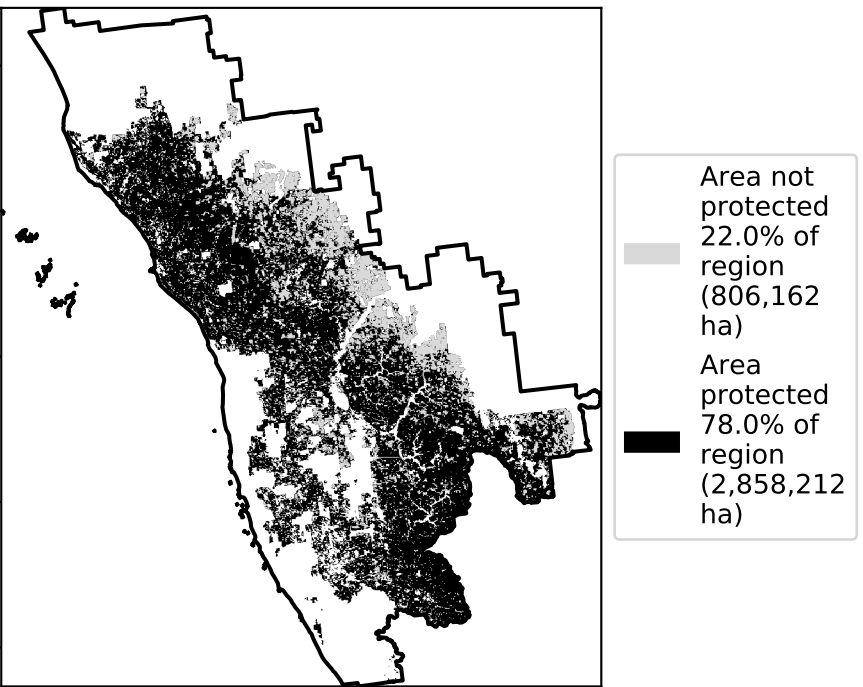 Area not
protected
22.0% of
region
(806,162
ha)
Area
protected
78.0% of
region
(2,858,212
ha)